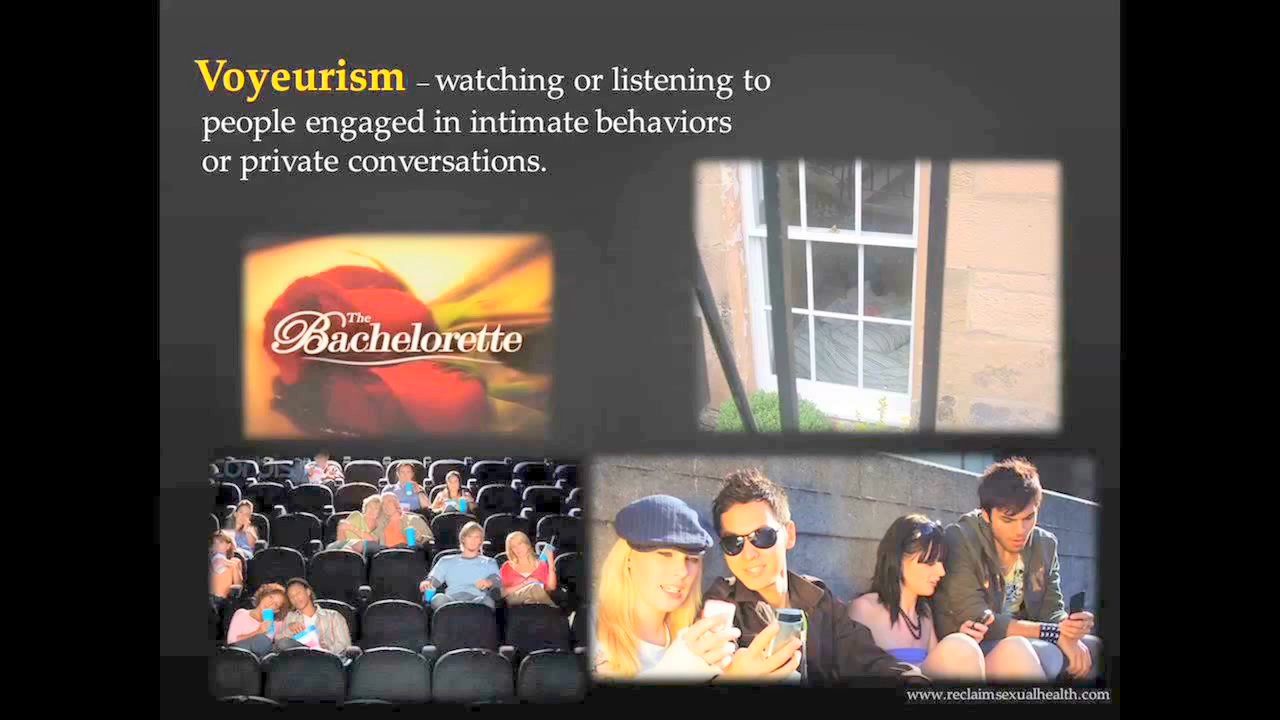 Voyeurism – watching or listening to
people engaged in intimate behaviors
or private conversations.
The
Bachelorette
www.reclaimsexualhealth.com